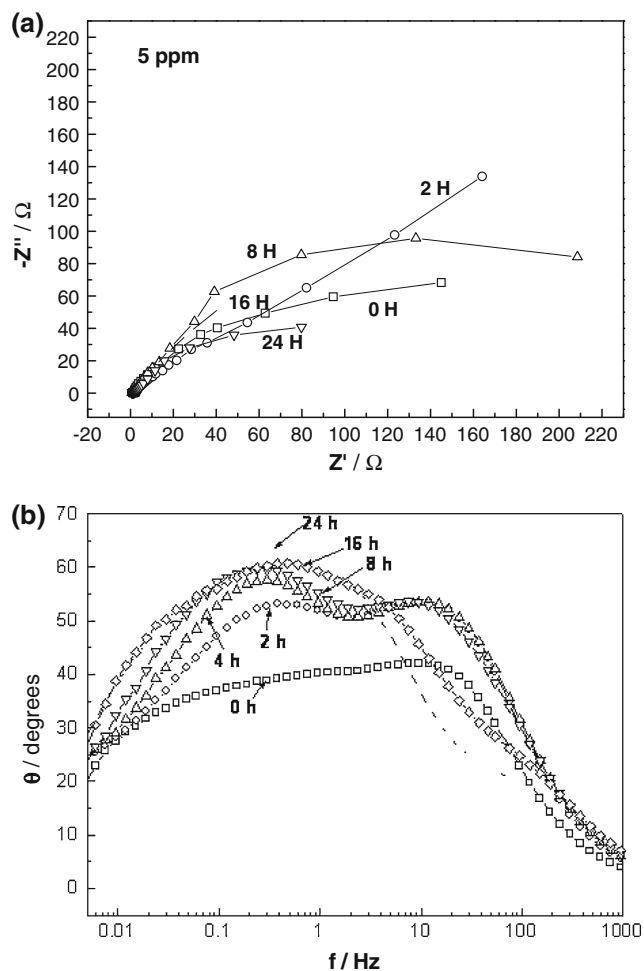 (a)
220
200
5 ppm
180
160
140
120
100
80
60
40
20
0
-Z'' / Ω
2 H
8 H
16 H
0 H
24 H
-20 0 20 40 60 80 100 120 140 160 180 200 220
Z' / Ω
(b)
70
60
50
40
30
20
10
0
θ / degrees
24 h
16 h
8 h
2 h
4 h
0 h
0.01 0.1 1 10 100 1000
f / Hz